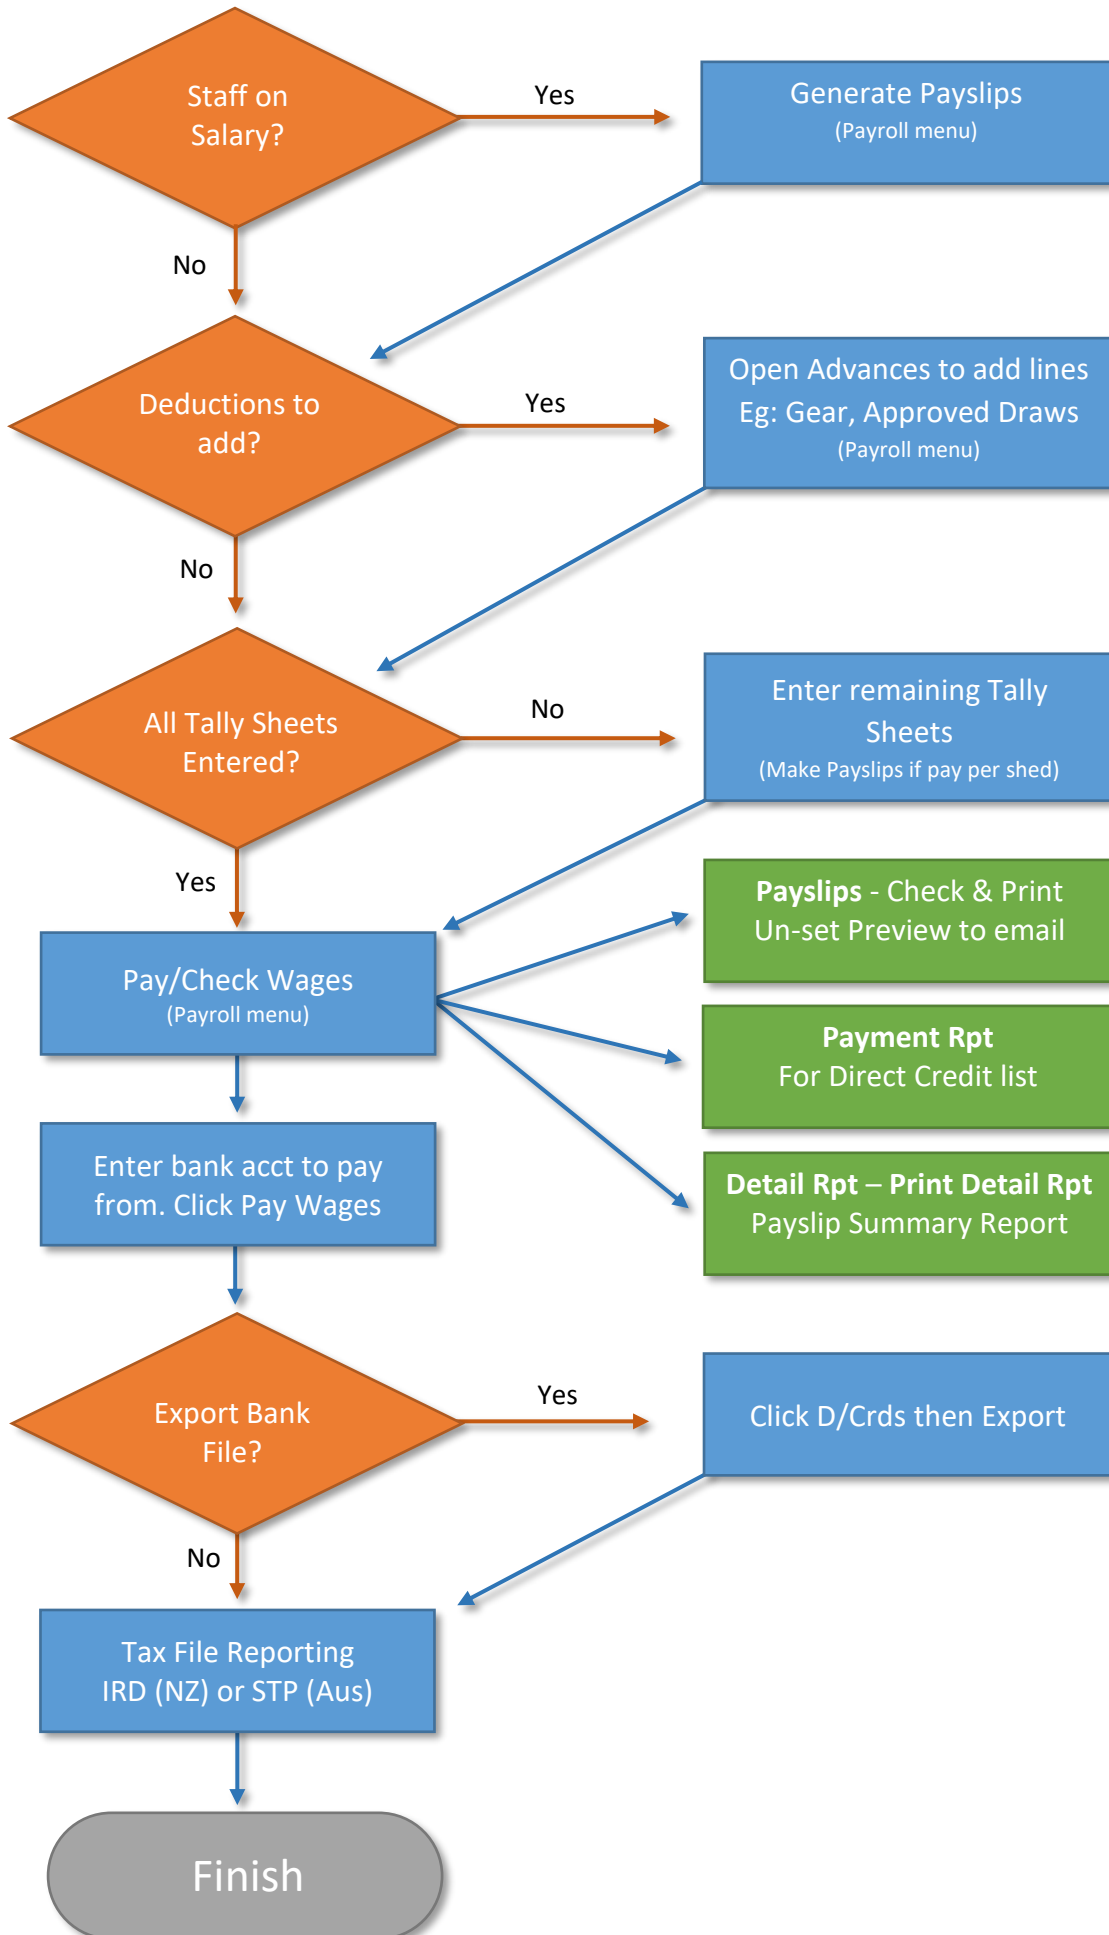 Staff on
Salary?
Yes
Generate Payslips
(Payroll menu)
No
Deductions to
add?
Yes
Open Advances to add lines
Eg: Gear, Approved Draws
(Payroll menu)
No
All Tally Sheets
Entered?
No
Enter remaining Tally
Sheets
(Make Payslips if pay per shed)
Yes
Pay/Check Wages
(Payroll menu)
Payslips - Check & Print
Un-set Preview to email
Payment Rpt
For Direct Credit list
Detail Rpt – Print Detail Rpt
Payslip Summary Report
Enter bank acct to pay
from. Click Pay Wages
Export Bank
File?
Yes
Click D/Crds then Export
No
Tax File Reporting
IRD (NZ) or STP (Aus)
Finish